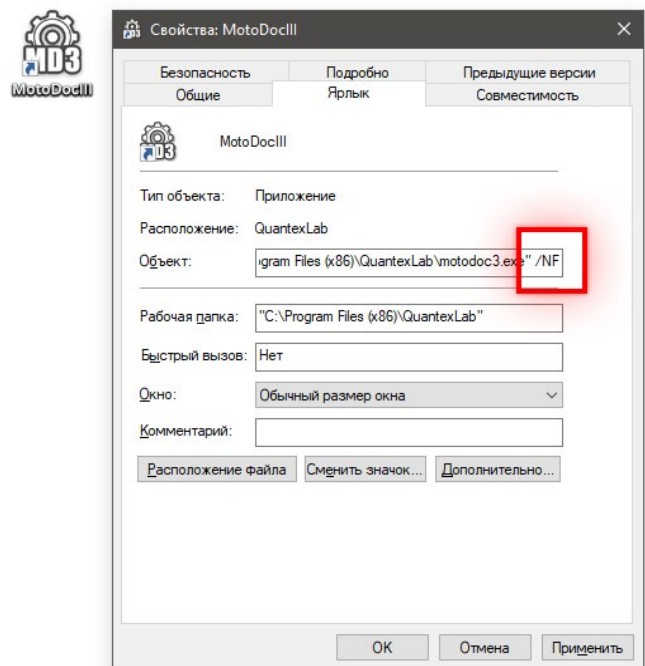 MD3
MotoDocIII
Свойства: MotoDocIII
Безопасность Подробно Предыдущие версии
Общие Ярлык Совместимость
MotoDocIII
Тип объекта: Приложение
Расположение: QuantexLab
Объект: ogram Files (x86)\QuantexLab\motodoc3.exe" /NF
Рабочая папка: "C:\Program Files (x86)\QuantexLab"
Быстрый вызов: Нет
Окно: Обычный размер окна
Комментарий:
Расположение файла Сменить значок... Дополнительно...
OK Отмена Применить